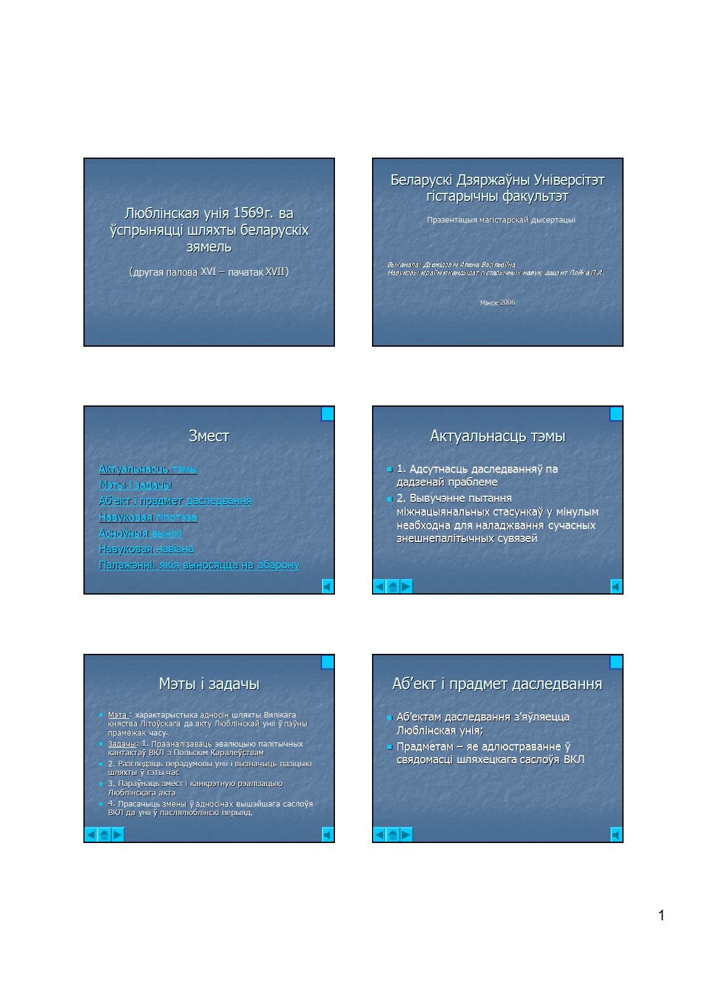 Люблінская унія 1569г. ва
ўспрыняцці шляхты беларускіх
зямель
(другая палова XVI – пачатак XVII)
Беларускі Дзяржаўны Універсітэт
гістарычны факультэт
Прэзентацыя магістарскай дысертацыі
Выканала: Дземідовіч Алена Васільеўна
Навуковы кіраўнік:кандыдат гістарычных навук, дацэнт Лойка П.А.
Мінск-2006
Змест
Актуальнасць тэмы
Мэты і задачы
Аб’ект і прадмет даследвання
Навуковая гіпотэза
Асноўныя вынікі
Навуковая навізна
Палажэнні, якія выносяцца на абарону
Актуальнасць тэмы
1. Адсутнасць даследванняў па
дадзенай праблеме
2. Вывучэнне пытання
міжнацыянальных стасункаў у мінулым
неабходна для наладжвання сучасных
знешнепалітычных сувязей
Мэты і задачы
Мэта : характарыстыка адносін шляхты Вялікага
княства Літоўскага да акту Люблінскай уніі ў пэўны
прамежак часу.
Задачы: 1. Прааналізаваць эвалюцыю палітычных
кантактаў ВКЛ з Польскім Каралеўствам
2. Разгледзіць перадумовы уніі і вызначыць пазіцыю
шляхты ў гэты час
3. Параўнаць змест і канкрэтную рэалізацыю
Люблінскага акта
4. Прасачыць змены ў адносінах вышэйшага саслоўя
ВКЛ да уніі ў паслялюблінскі перыяд.
Аб’ект і прадмет даследвання
Аб’ектам даследвання з’яўляецца
Люблінская унія;
Прадметам – яе адлюстраванне ў
свядомасці шляхецкага саслоўя ВКЛ
1